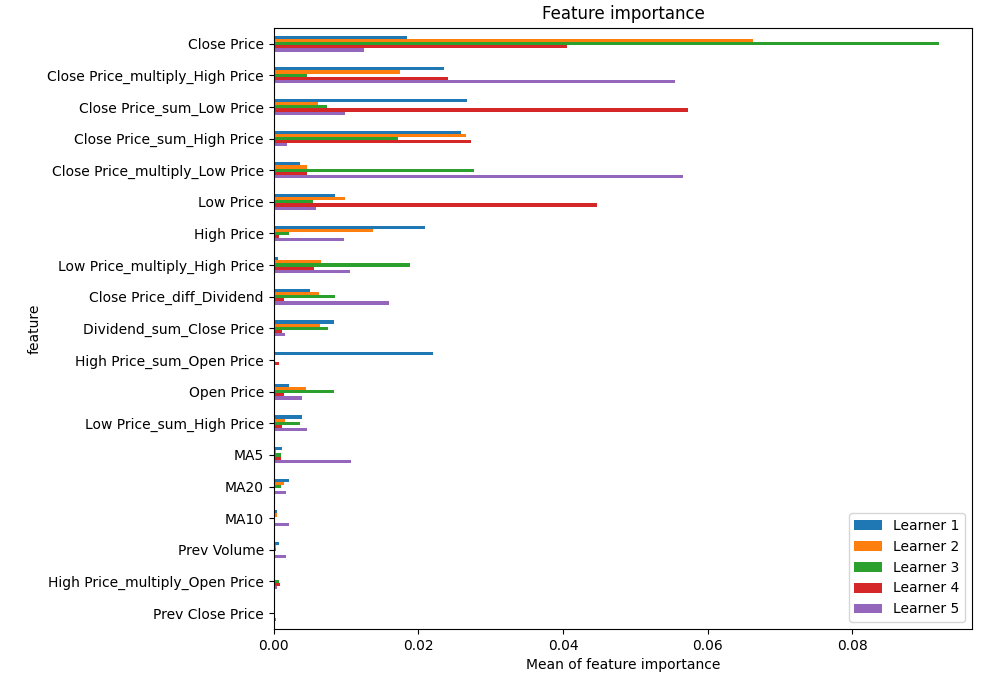 Feature importance
Close Price
Close Price_multiply_High Price
Close Price_sum_Low Price
Close Price_sum_High Price
Close Price_multiply_Low Price
Low Price
High Price
Low Price_multiply_High Price
Close Price_diff_Dividend
Dividend_sum_Close Price
High Price_sum_Open Price
Open Price
Low Price_sum_High Price
MA5
MA20
MA10
Prev Volume
High Price_multiply_Open Price
Prev Close Price
feature
Learner 1
Learner 2
Learner 3
Learner 4
Learner 5
0.00 0.02 0.04 0.06 0.08
Mean of feature importance